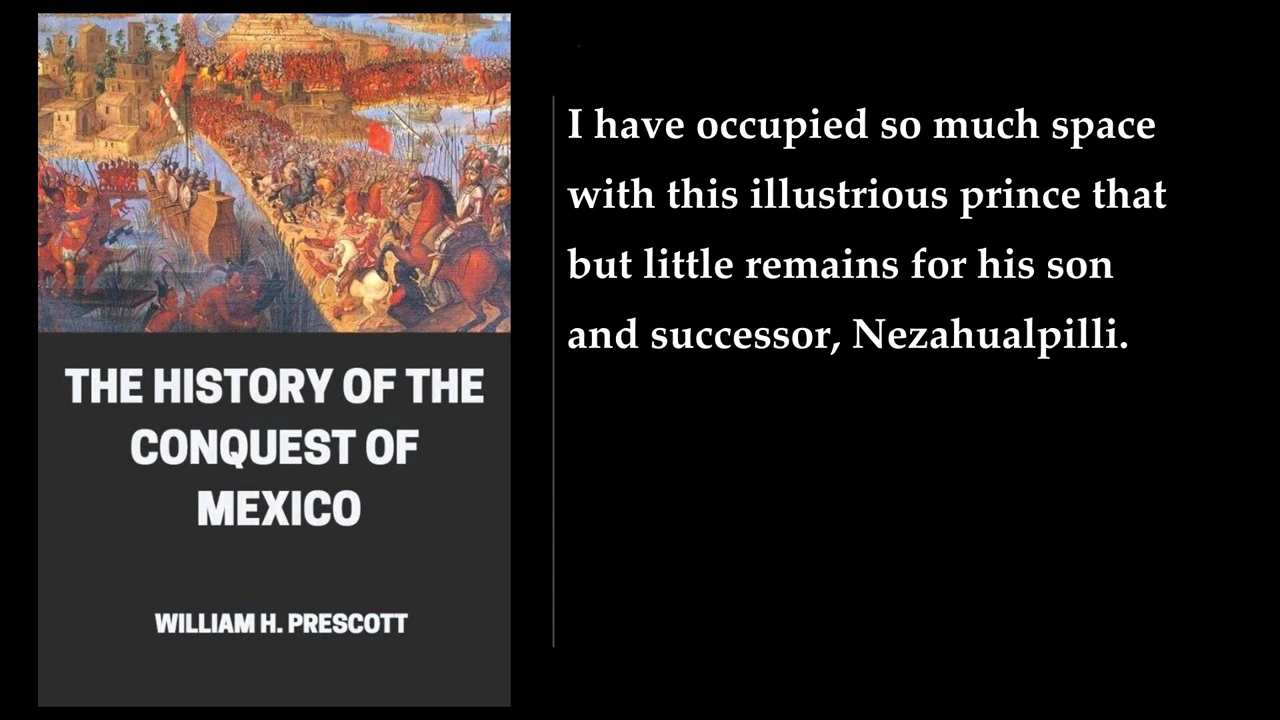 THE HISTORY OF THE
CONQUEST OF
MEXICO
WILLIAM H. PRESCOTT
I have occupied so much space
with this illustrious prince that
but little remains for his son
and successor, Nezahualpilli.